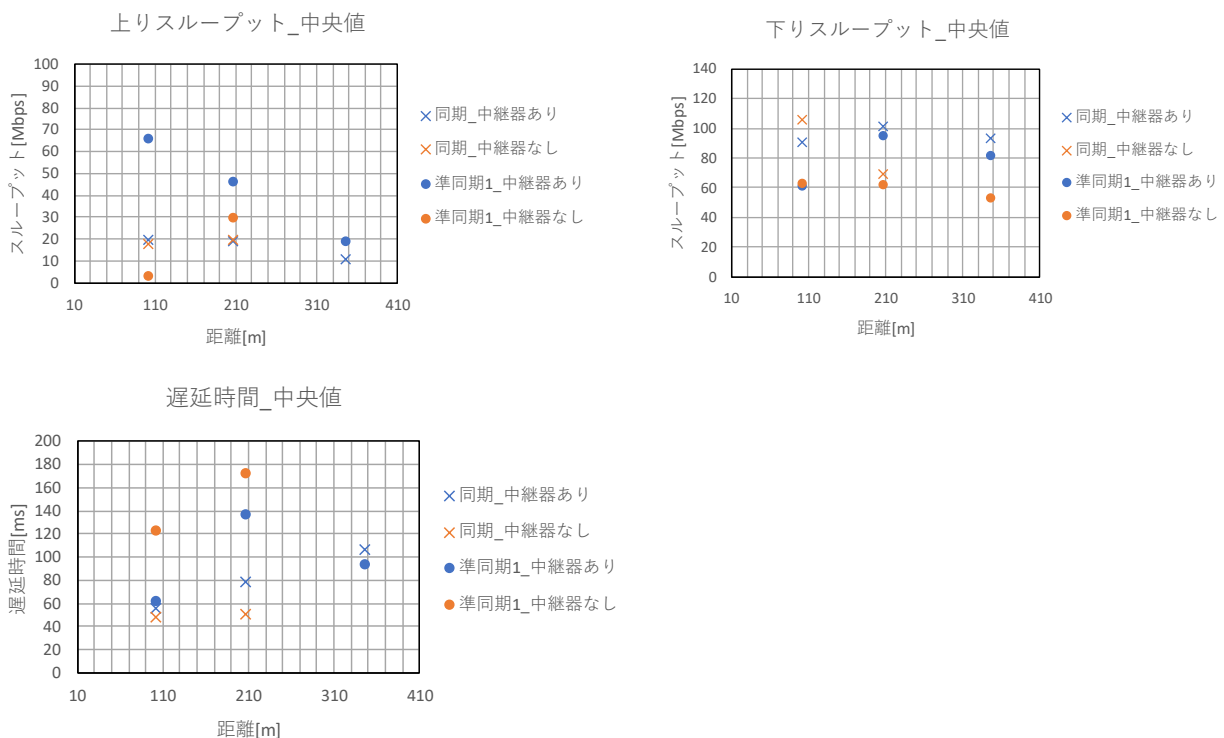 上りスループット_中央値
スループット[Mbps]
100
90
80
70
60
50
40
30
20
10
0
10 110 210 310 410
距離[m]
×同期_中継器あり
×同期_中継器なし
●準同期1_中継器あり
●準同期1_中継器なし
下りスループット_中央値
スループット[Mbps]
140
120
100
80
60
40
20
0
10 110 210 310 410
距離[m]
×同期_中継器あり
×同期_中継器なし
●準同期1_中継器あり
●準同期1_中継器なし
遅延時間_中央値
遅延時間[ms]
200
180
160
140
120
100
80
60
40
20
0
10 110 210 310 410
距離[m]
×同期_中継器あり
×同期_中継器なし
●準同期1_中継器あり
●準同期1_中継器なし